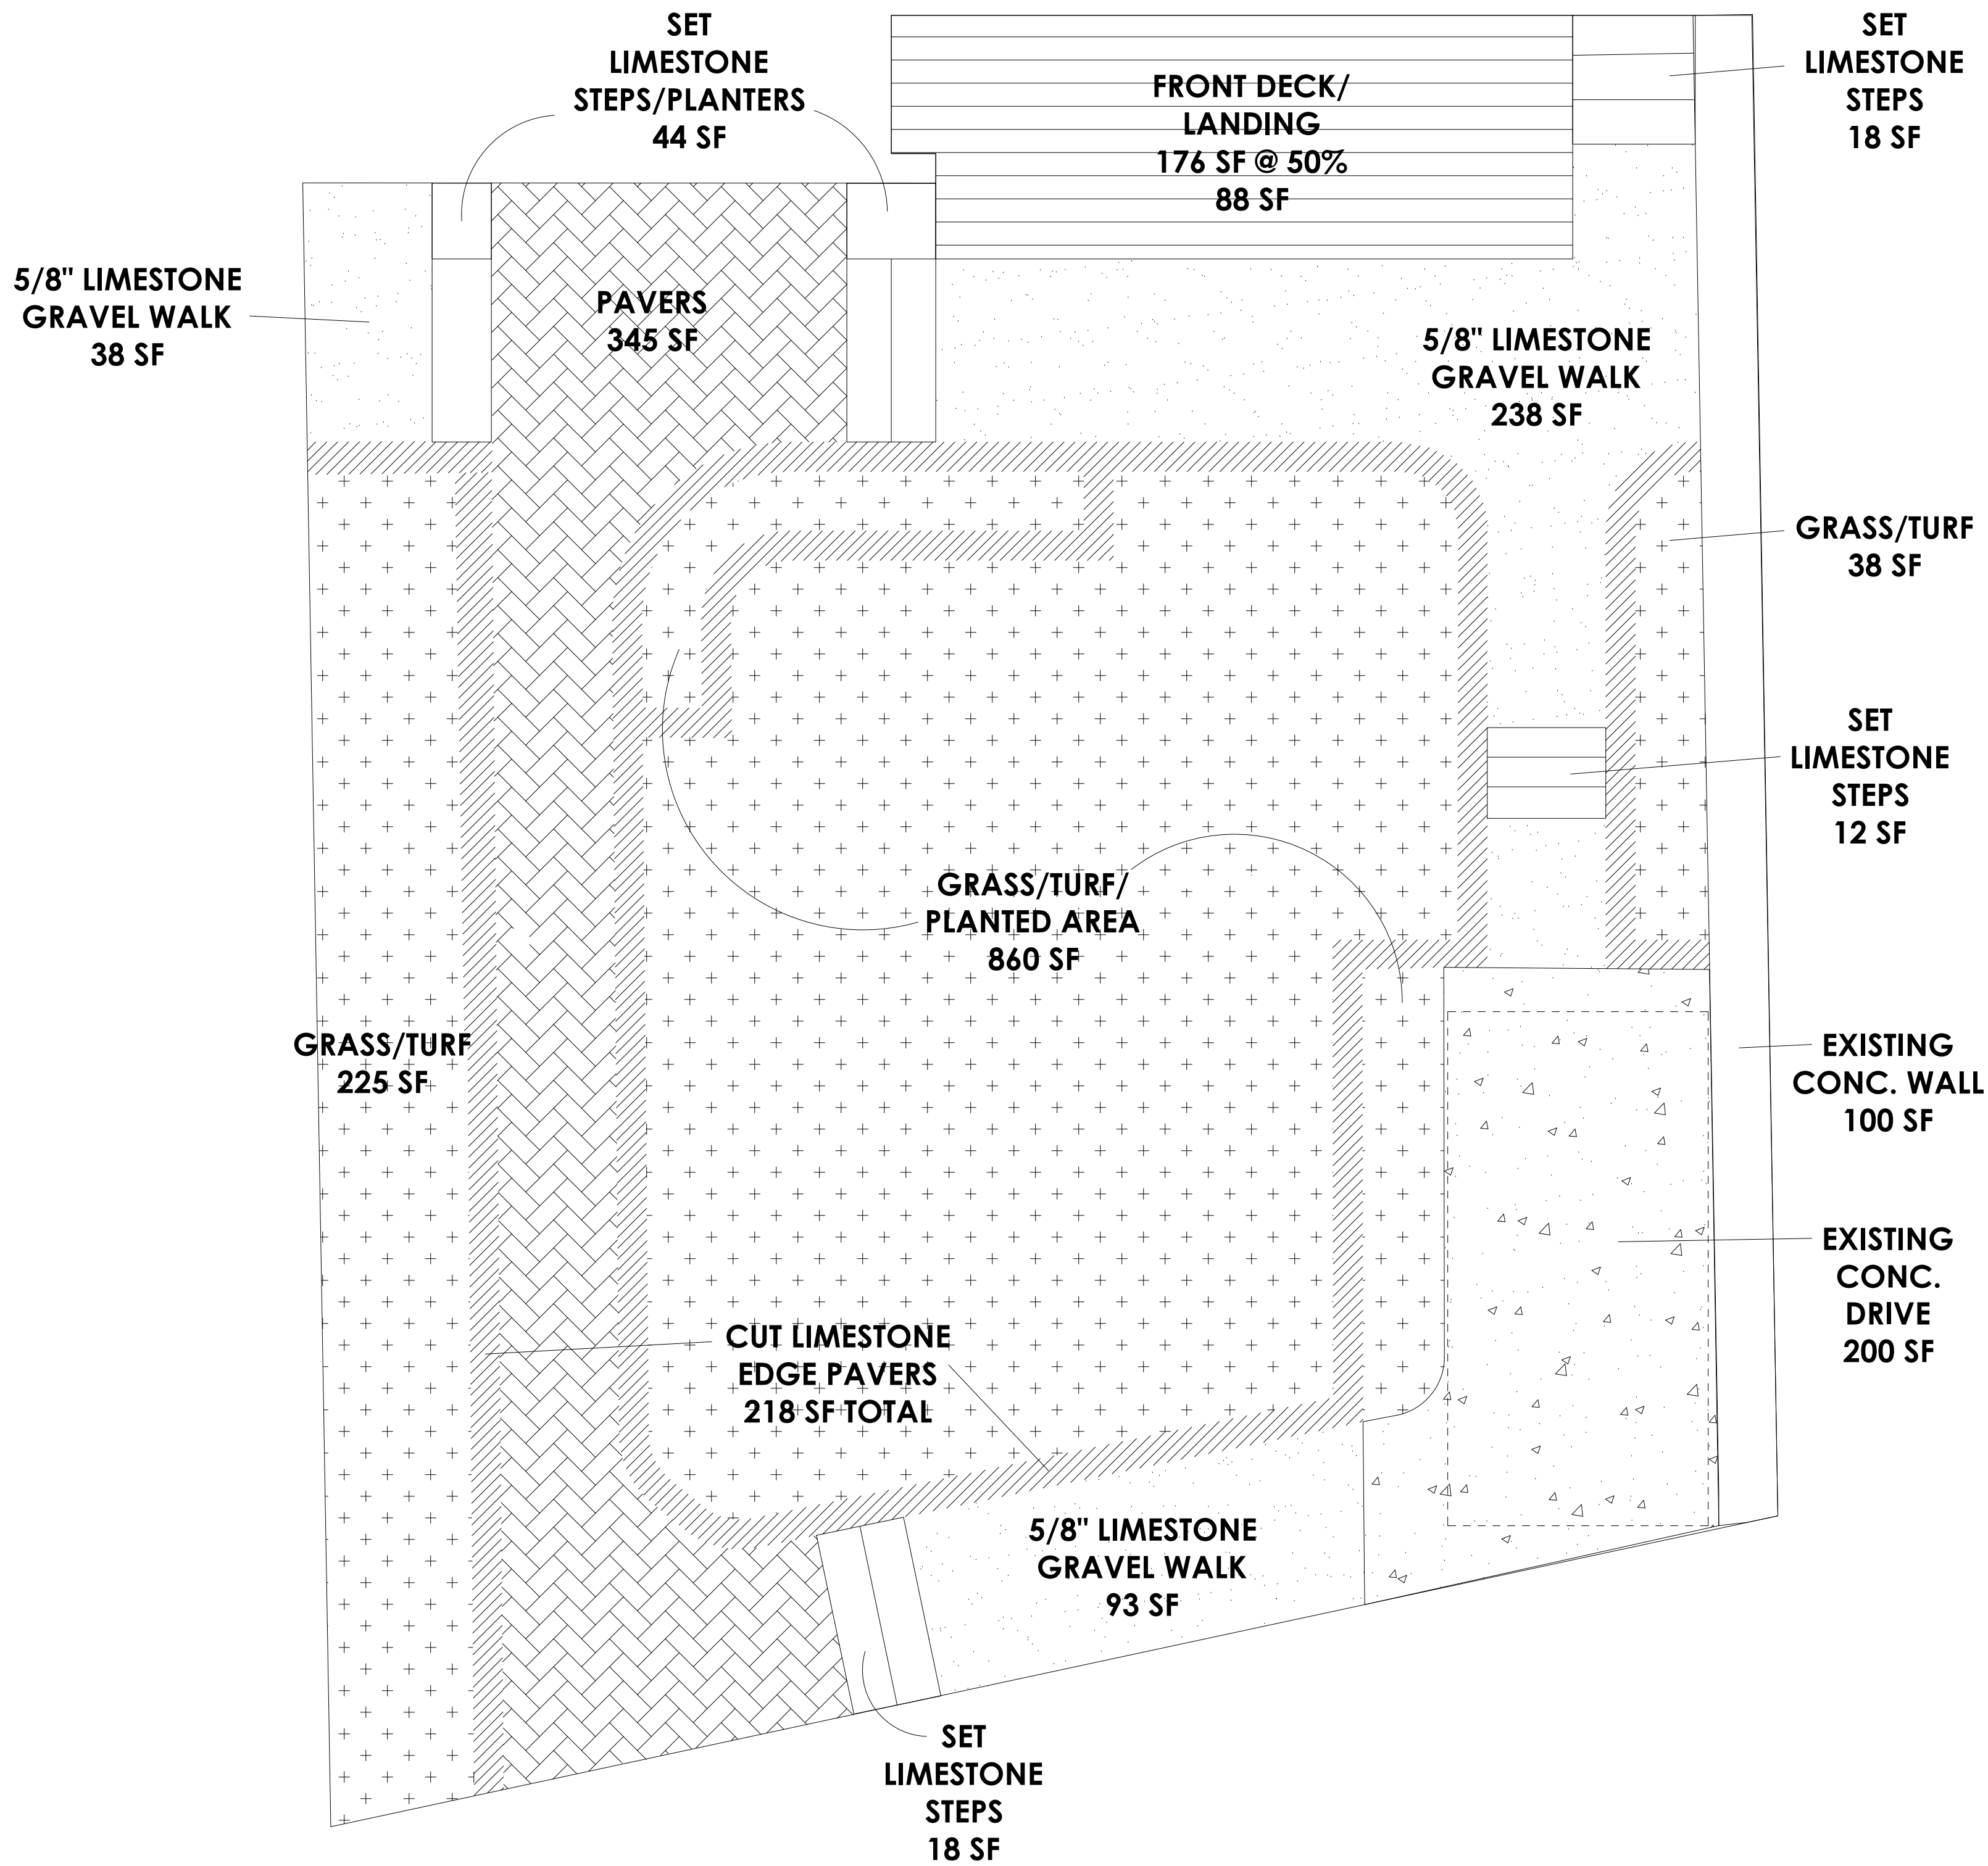 SET
LIMESTONE
STEPS/PLANTERS
44 SF
FRONT DECK/
LANDING
176 SF @ 50%
88 SF
SET
LIMESTONE
STEPS
18 SF
5/8" LIMESTONE
GRAVEL WALK
38 SF
PAVERS
345 SF
5/8" LIMESTONE
GRAVEL WALK
238 SF
GRASS/TURF
38 SF
SET
LIMESTONE
STEPS
12 SF
GRASS/TURF/
PLANTED AREA
860 SF
GRASS/TURF
225 SF
EXISTING
CONC. WALL
100 SF
EXISTING
CONC.
DRIVE
200 SF
CUT LIMESTONE
EDGE PAVERS
218 SF TOTAL
5/8" LIMESTONE
GRAVEL WALK
93 SF
SET
LIMESTONE
STEPS
18 SF